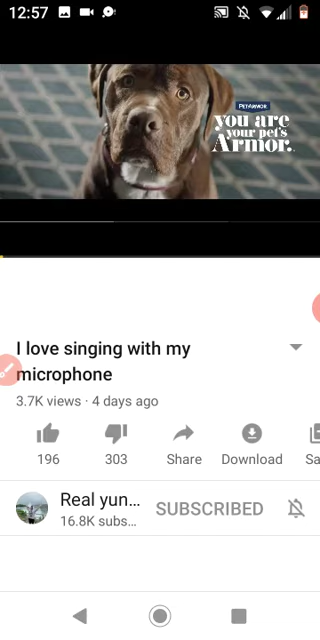 12:57
PETARMOR
you are
your pet's
Armor.
I love singing with my
microphone
3.7K views · 4 days ago
196
303
Share
Download
Sa
Real yun...
SUBSCRIBED
16.8K subs...